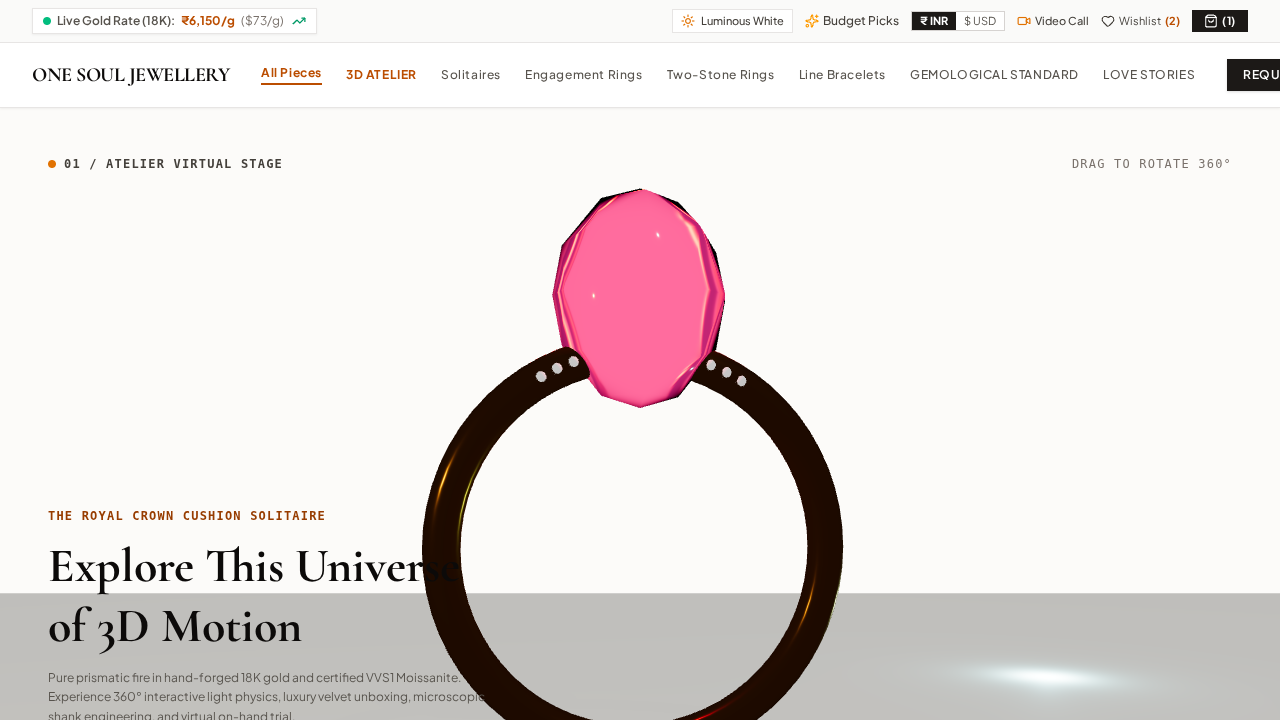 Live Gold Rate (18K): ₹6,150/g ($73/g)
Luminous White
Budget Picks
₹ INR
$ USD
Video Call
Wishlist (2)
(1)
ONE SOUL JEWELLERY
All Pieces
3D ATELIER
Solitaires
Engagement Rings
Two-Stone Rings
Line Bracelets
GEMOLOGICAL STANDARD
LOVE STORIES
REQU
01 / ATELIER VIRTUAL STAGE
DRAG TO ROTATE 360°
THE ROYAL CROWN CUSHION SOLITAIRE
Explore This Universe
of 3D Motion
Pure prismatic fire in hand-forged 18K gold and certified VVS1 Moissanite.
Experience 360° interactive light physics, luxury velvet unboxing, microscopic
shank engineering, and virtual on-hand trial.